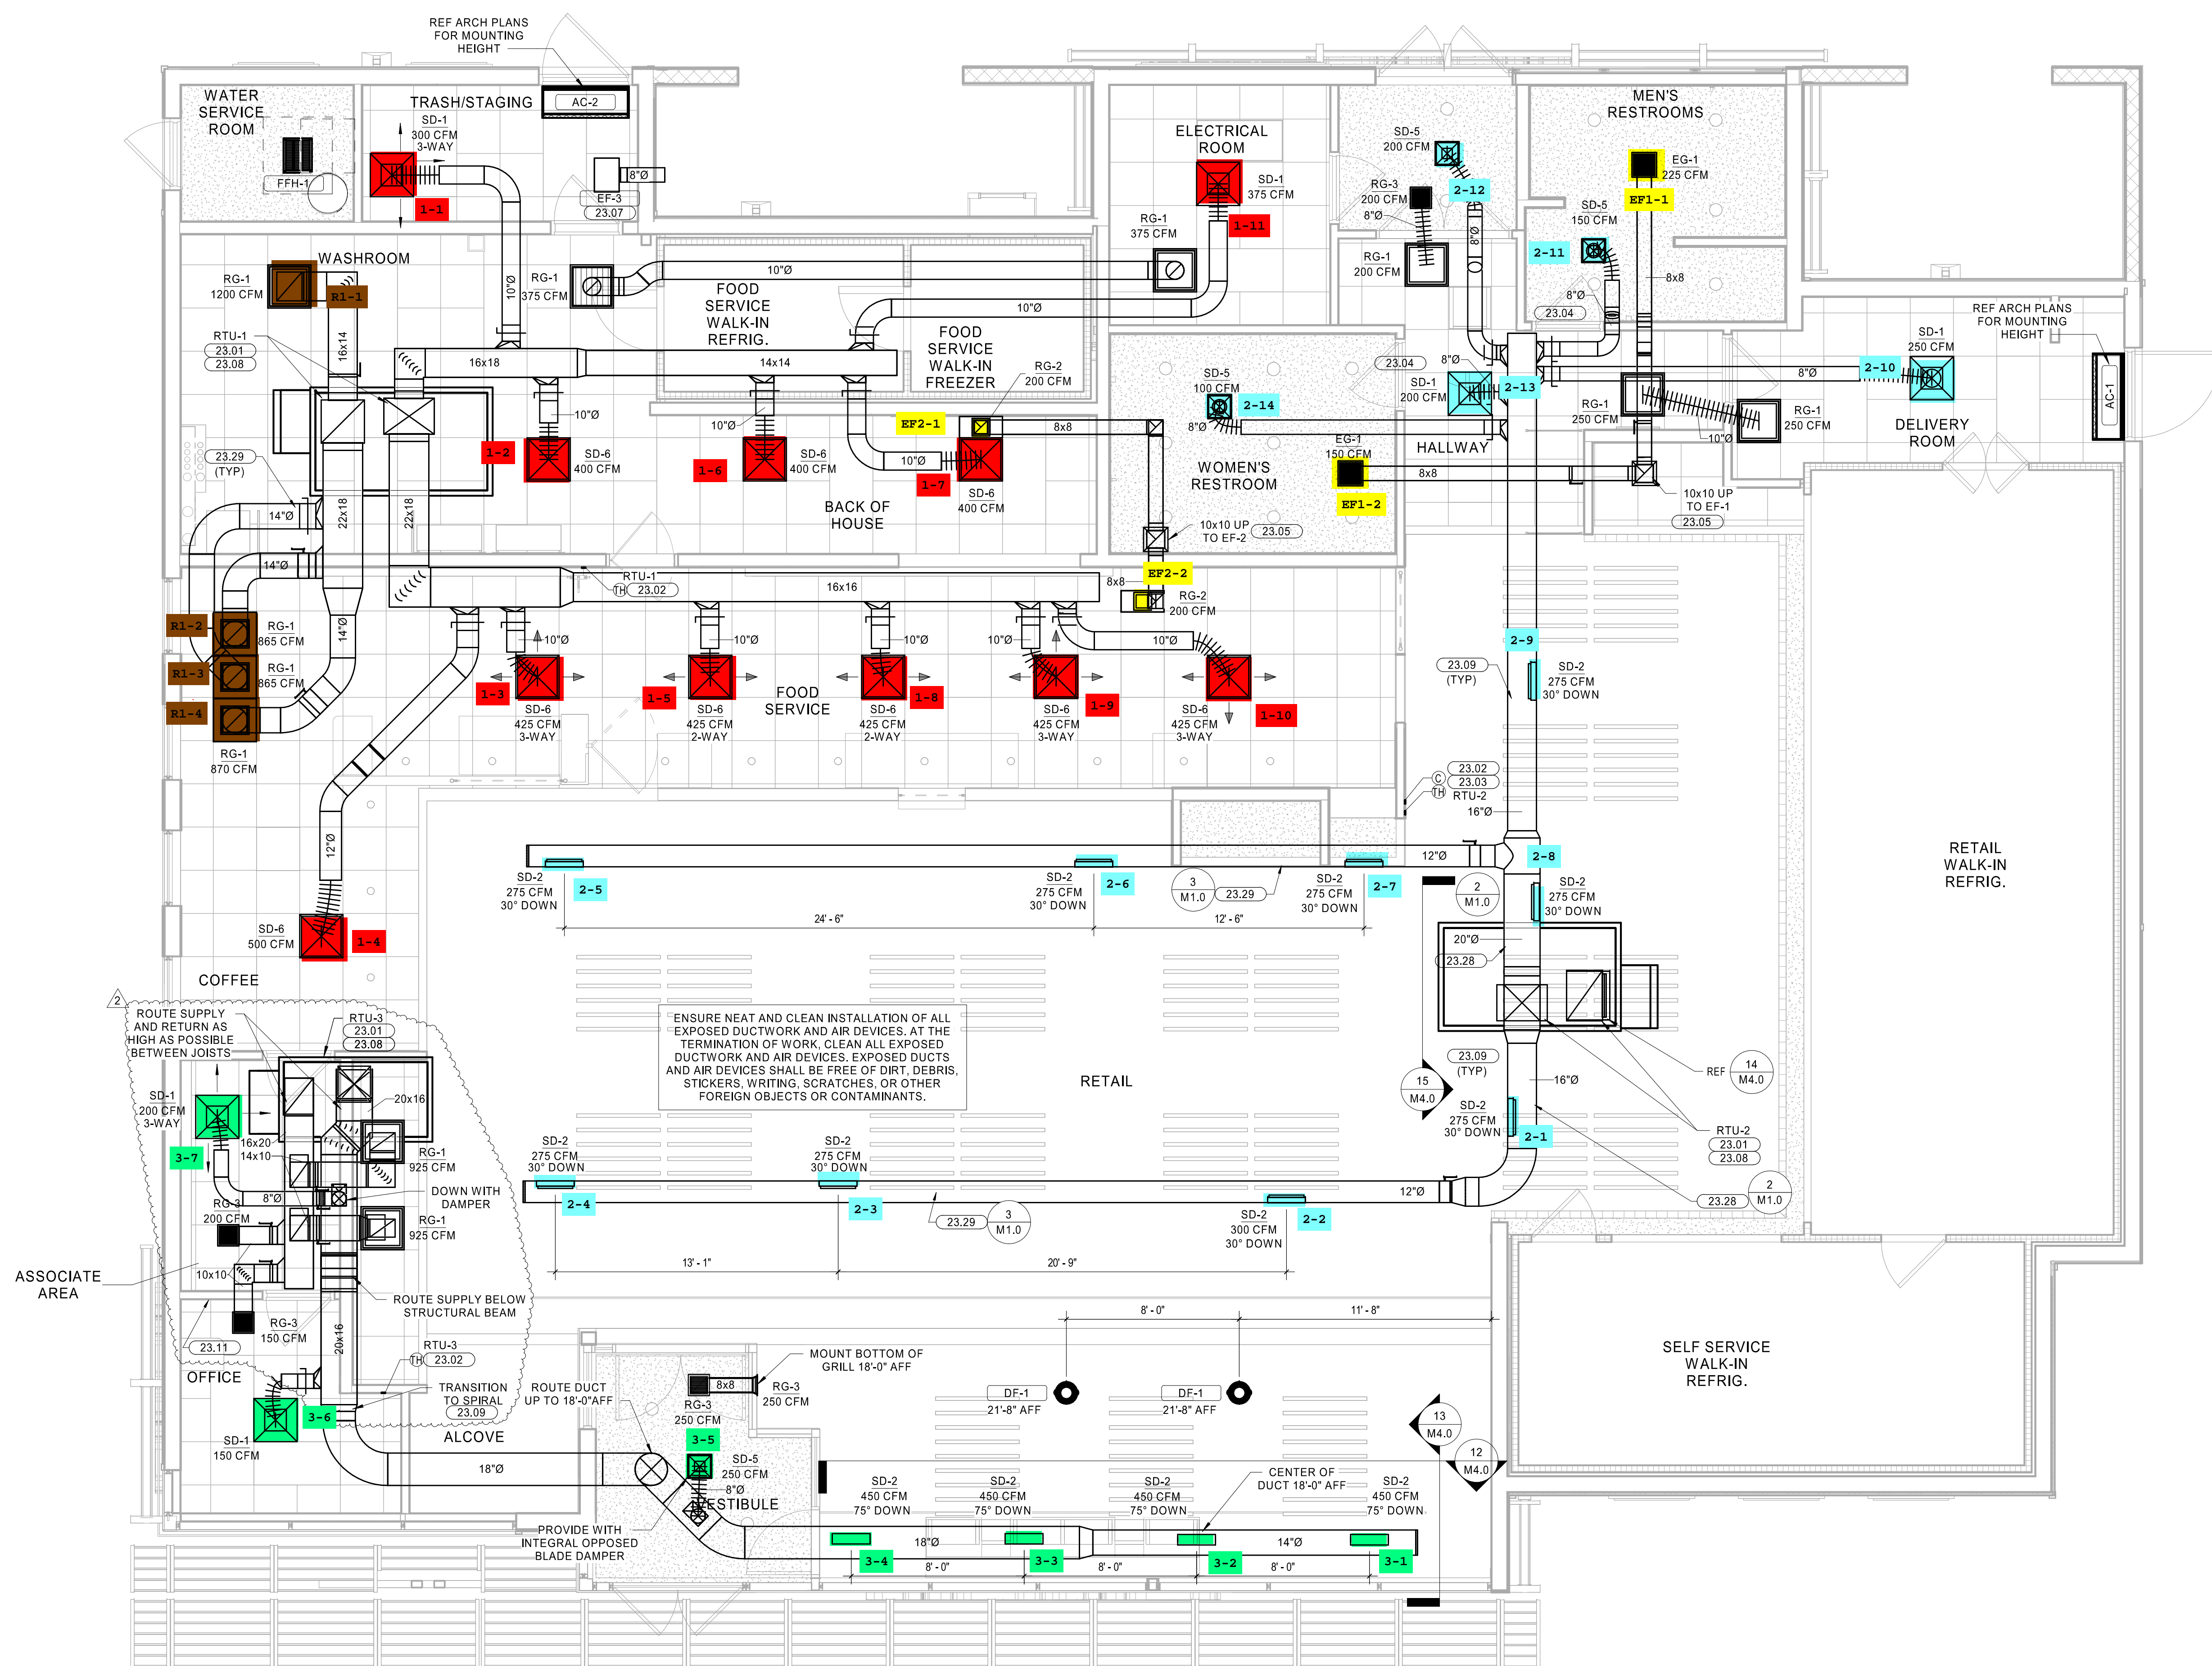 REF ARCH PLANS
FOR MOUNTING
HEIGHT
WATER
SERVICE
ROOM
FFH-1
TRASH/STAGING
AC-2
SD-1
300 CFM
3-WAY
1-1
8"Ø
EF-3
23.07
10"Ø
ELECTRICAL
ROOM
SD-1
375 CFM
1-11
RG-1
375 CFM
SD-5
200 CFM
2-12
RG-3
200 CFM
8"Ø
RG-1
200 CFM
8"Ø
MEN'S
RESTROOMS
EG-1
225 CFM
EF1-1
SD-5
150 CFM
2-11
8x8
8"Ø
23.04
REF ARCH PLANS
FOR MOUNTING
HEIGHT
SD-1
250 CFM
2-10
8"Ø
AC-1
DELIVERY
ROOM
RG-1
250 CFM
RG-1
250 CFM
10"Ø
WASHROOM
RG-1
1200 CFM
R1-1
RG-1
375 CFM
10"Ø
10"Ø
FOOD
SERVICE
WALK-IN
REFRIG.
FOOD
SERVICE
WALK-IN
FREEZER
RTU-1
23.01
23.08
16x14
16x18
14x14
10"Ø
10"Ø
10"Ø
RG-2
200 CFM
EF2-1
8x8
1-2
SD-6
400 CFM
1-6
SD-6
400 CFM
1-7
SD-6
400 CFM
BACK OF
HOUSE
23.29
(TYP)
14"Ø
14"Ø
14"Ø
22x18
22x18
SD-5
100 CFM
2-14
8"Ø
23.04
8"Ø
SD-1
200 CFM
2-13
HALLWAY
WOMEN'S
RESTROOM
EG-1
150 CFM
EF1-2
8x8
10x10 UP
TO EF-1
23.05
10x10 UP
TO EF-2
23.05
EF2-2
8x8
RG-2
200 CFM
RTU-1
TH
23.02
16x16
R1-2
RG-1
865 CFM
R1-3
RG-1
865 CFM
R1-4
RG-1
870 CFM
10"Ø
10"Ø
10"Ø
10"Ø
10"Ø
1-3
SD-6
425 CFM
3-WAY
1-5
SD-6
425 CFM
2-WAY
FOOD
SERVICE
1-8
SD-6
425 CFM
2-WAY
1-9
SD-6
425 CFM
3-WAY
1-10
SD-6
425 CFM
3-WAY
2-9
23.09
(TYP)
SD-2
275 CFM
30° DOWN
C
TH
23.02
23.03
RTU-2
16"Ø
12"Ø
SD-6
500 CFM
1-4
COFFEE
12"Ø
2-8
SD-2
275 CFM
30° DOWN
2-5
SD-2
275 CFM
30° DOWN
2-6
3
M1.0
23.29
SD-2
275 CFM
30° DOWN
2-7
2
M1.0
SD-2
275 CFM
30° DOWN
24' - 6"
12' - 6"
20"Ø
23.28
RETAIL
WALK-IN
REFRIG.
2
ROUTE SUPPLY
AND RETURN AS
HIGH AS POSSIBLE
BETWEEN JOISTS
RTU-3
23.01
23.08
ENSURE NEAT AND CLEAN INSTALLATION OF ALL
EXPOSED DUCTWORK AND AIR DEVICES. AT THE
TERMINATION OF WORK, CLEAN ALL EXPOSED
DUCTWORK AND AIR DEVICES. EXPOSED DUCTS
AND AIR DEVICES SHALL BE FREE OF DIRT, DEBRIS,
STICKERS, WRITING, SCRATCHES, OR OTHER
FOREIGN OBJECTS OR CONTAMINANTS.
RETAIL
23.09
(TYP)
15
M4.0
16"Ø
REF
14
M4.0
SD-2
275 CFM
30° DOWN
2-1
RTU-2
23.01
23.08
23.28
2
M1.0
SD-1
200 CFM
3-WAY
3-7
20x16
16x20
14x10
RG-1
925 CFM
8"Ø
DOWN WITH
DAMPER
RG-3
200 CFM
RG-1
925 CFM
SD-2
275 CFM
30° DOWN
2-4
SD-2
275 CFM
30° DOWN
2-3
23.29
3
M1.0
SD-2
300 CFM
30° DOWN
2-2
12"Ø
13' - 1"
20' - 9"
ASSOCIATE
AREA
10x10
ROUTE SUPPLY BELOW
STRUCTURAL BEAM
RG-3
150 CFM
23.11
20x16
RTU-3
TH
23.02
OFFICE
TRANSITION
TO SPIRAL
23.09
3-6
SD-1
150 CFM
ALCOVE
18"Ø
ROUTE DUCT
UP TO 18'-0"AFF
MOUNT BOTTOM OF
GRILL 18'-0" AFF
8x8
RG-3
250 CFM
RG-3
250 CFM
3-5
SD-5
250 CFM
8"Ø
VESTIBULE
PROVIDE WITH
INTEGRAL OPPOSED
BLADE DAMPER
8' - 0"
11' - 8"
DF-1
21'-8" AFF
DF-1
21'-8" AFF
13
M4.0
12
M4.0
SELF SERVICE
WALK-IN
REFRIG.
CENTER OF
DUCT 18'-0" AFF
SD-2
450 CFM
75° DOWN
SD-2
450 CFM
75° DOWN
SD-2
450 CFM
75° DOWN
SD-2
450 CFM
75° DOWN
18"Ø
14"Ø
3-4
3-3
3-2
3-1
8' - 0"
8' - 0"
8' - 0"